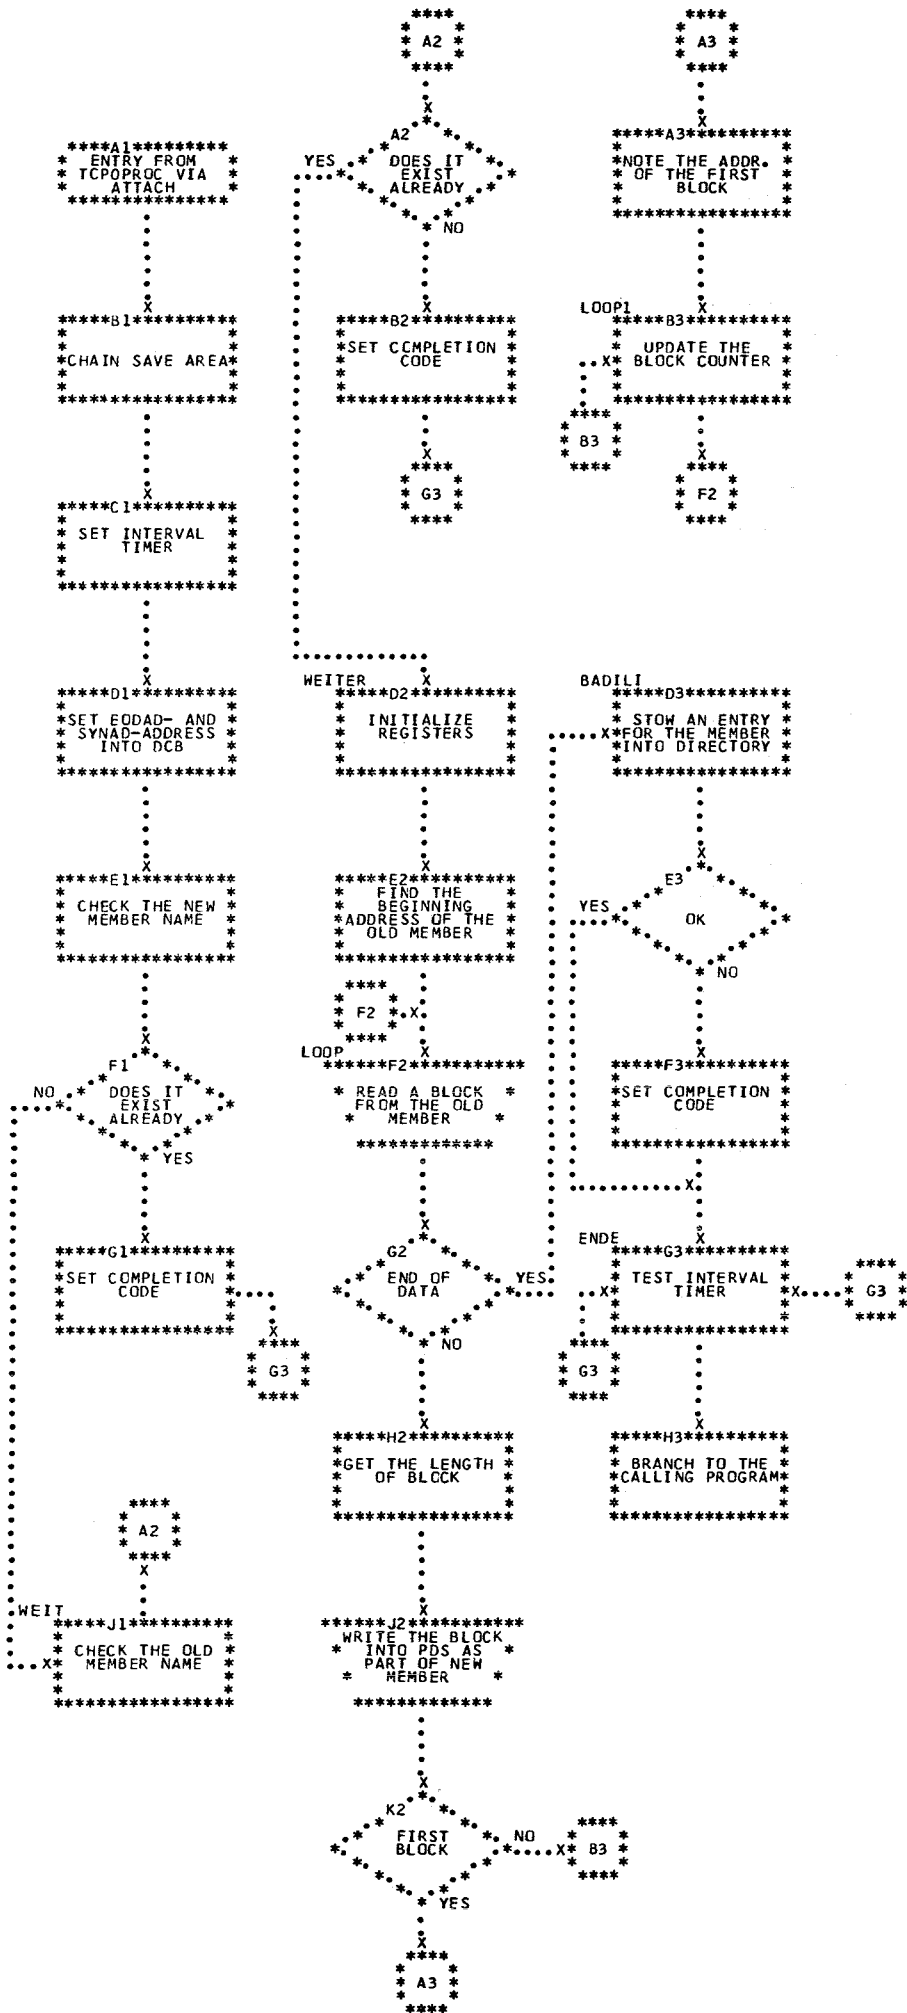 A2
A3
A1
ENTRY FROM
TCPOPROC VIA
ATTACH
A2
YES
DOES IT
EXIST
ALREADY
NO
A3
NOTE THE ADDR.
OF THE FIRST
BLOCK
B1
CHAIN SAVE AREA
B2
SET COMPLETION
CODE
LOOP1
B3
UPDATE THE
BLOCK COUNTER
B3
G3
F2
C1
SET INTERVAL
TIMER
D1
SET EODAD- AND
SYNAD-ADDRESS
INTO DCB
WEITER
D2
INITIALIZE
REGISTERS
BADILI
D3
STOW AN ENTRY
FOR THE MEMBER
INTO DIRECTORY
E1
CHECK THE NEW
MEMBER NAME
E2
FIND THE
BEGINNING
ADDRESS OF THE
OLD MEMBER
E3
YES
OK
NO
F2
F1
NO
DOES IT
EXIST
ALREADY
YES
LOOP
F2
READ A BLOCK
FROM THE OLD
MEMBER
F3
SET COMPLETION
CODE
G1
SET COMPLETION
CODE
G3
G2
END OF
DATA
YES
NO
ENDE
G3
TEST INTERVAL
TIMER
G3
G3
H2
GET THE LENGTH
OF BLOCK
H3
BRANCH TO THE
CALLING PROGRAM
A2
WEIT
J1
CHECK THE OLD
MEMBER NAME
J2
WRITE THE BLOCK
INTO PDS AS
PART OF NEW
MEMBER
K2
FIRST
BLOCK
NO
B3
YES
A3